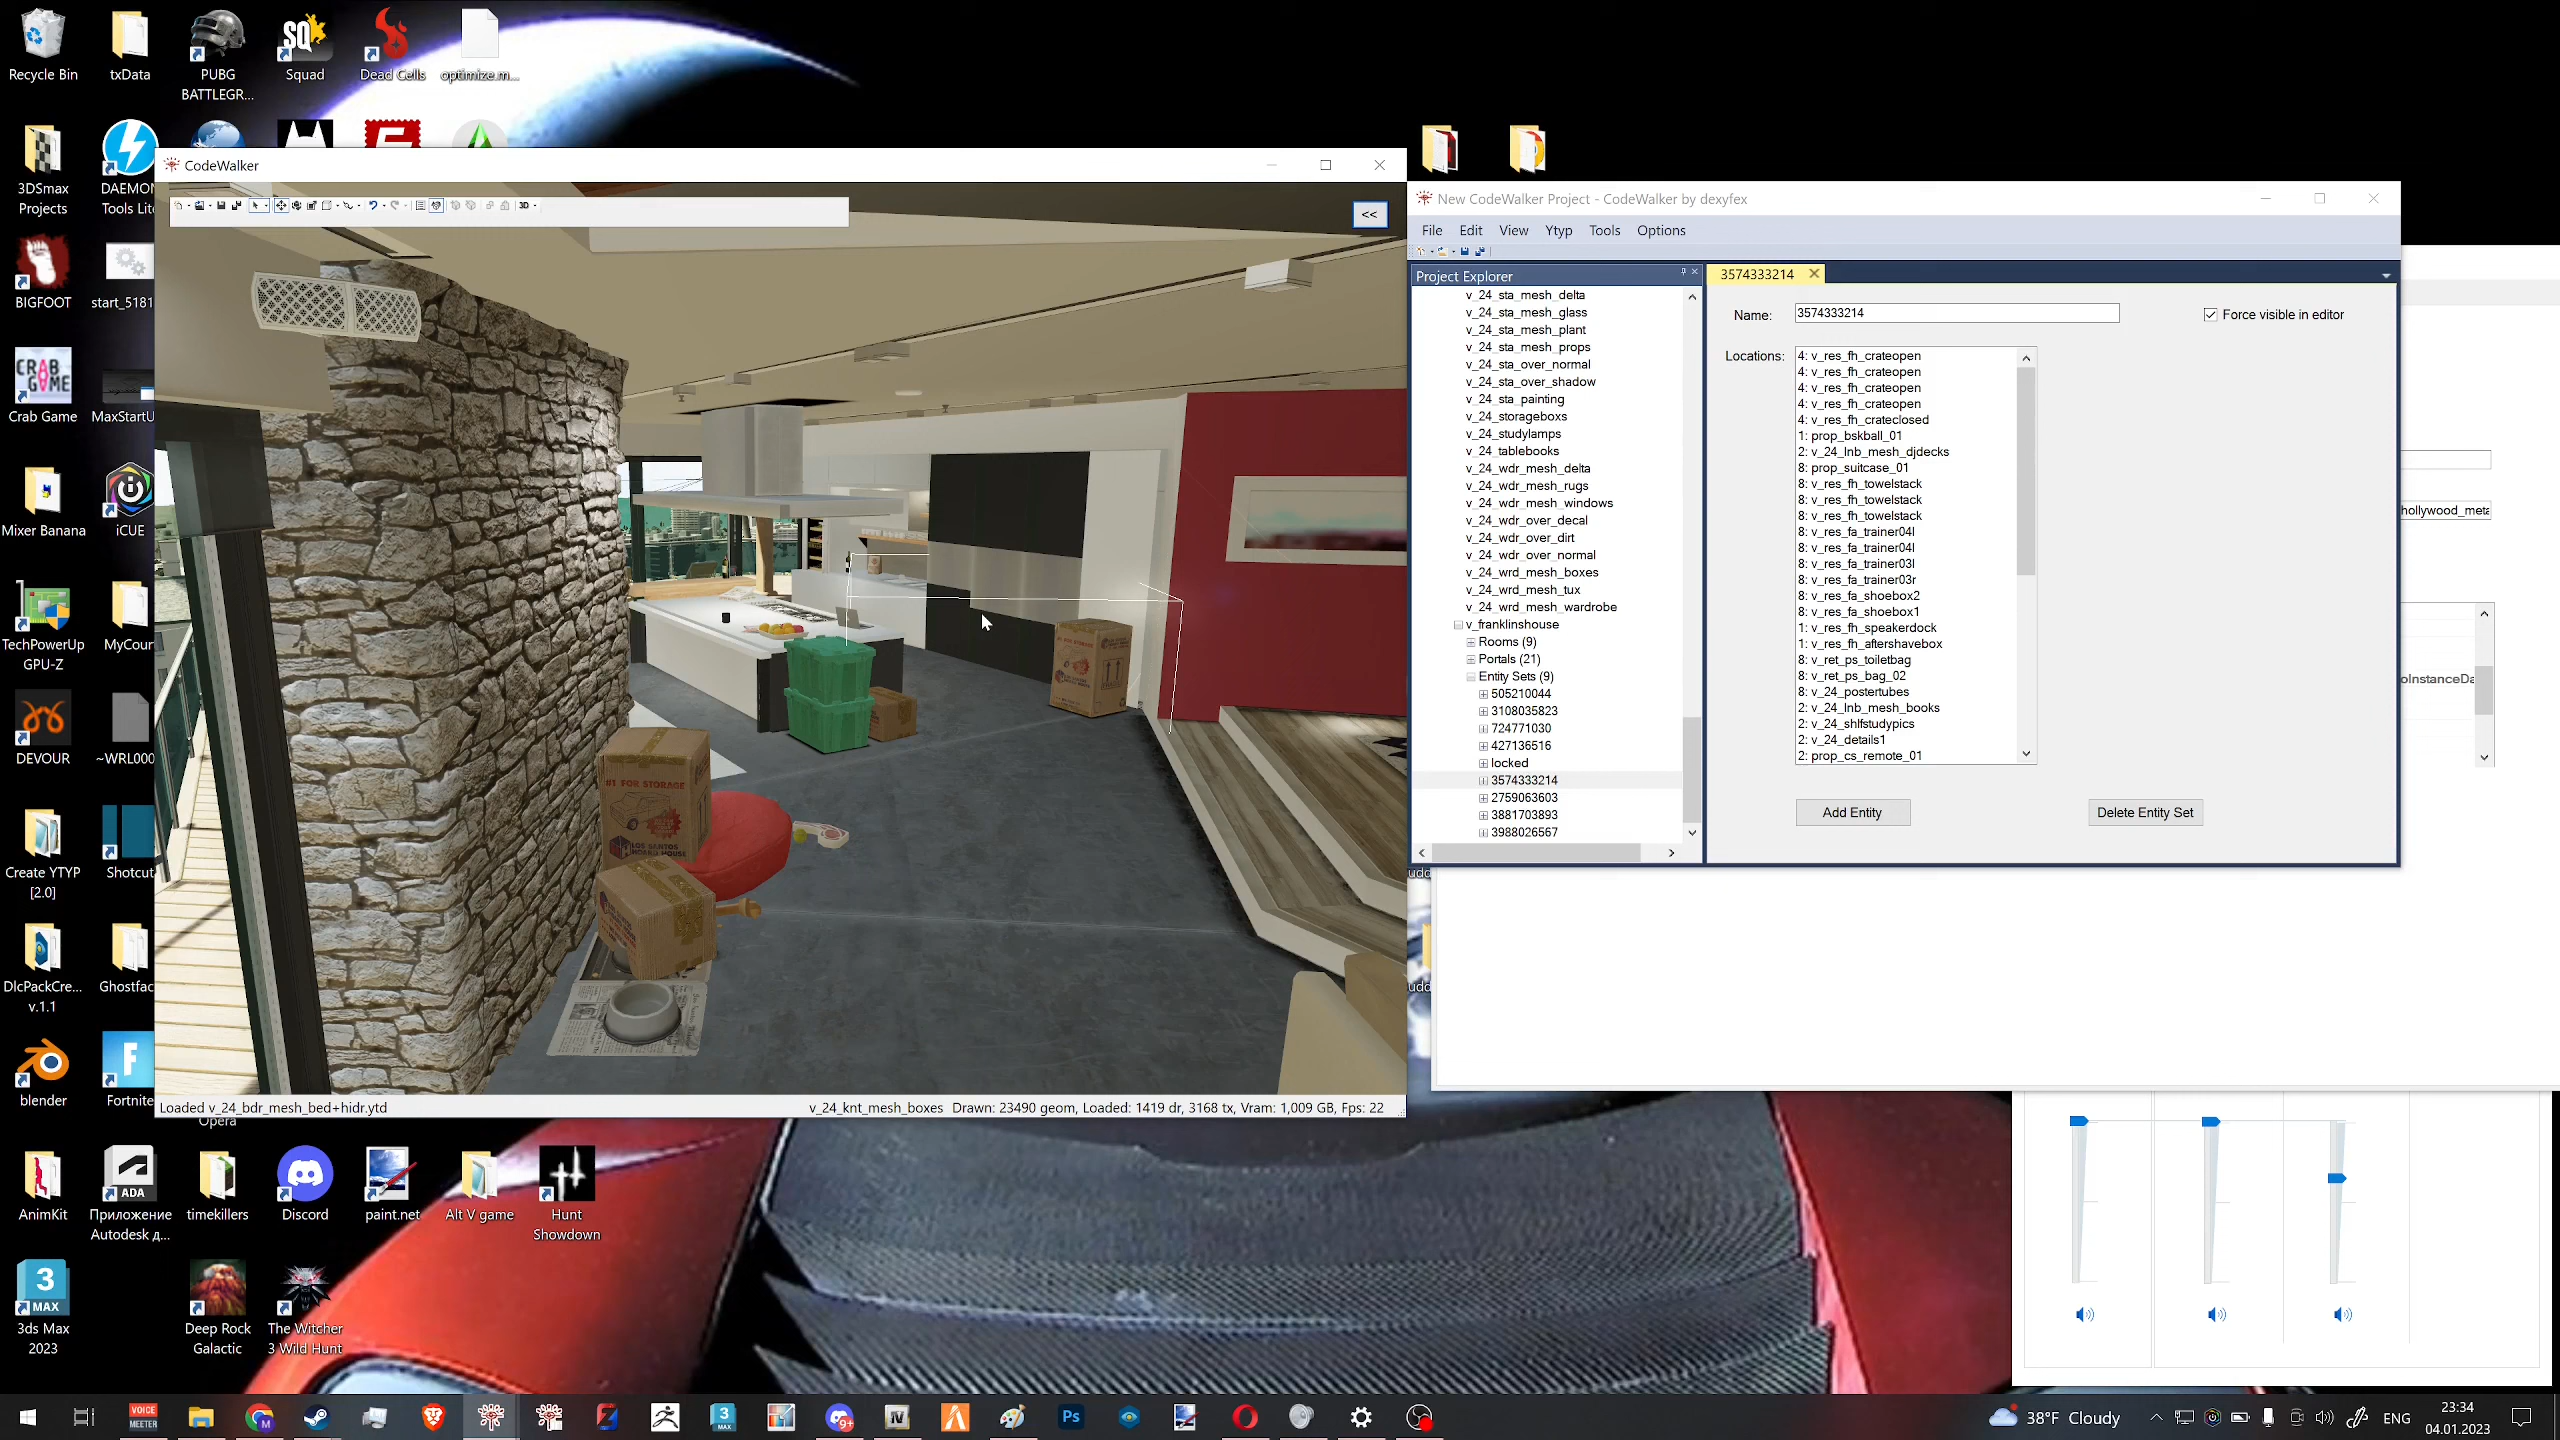 Recycle Bin
txData
PUBG
BATTLEGR...
Squad
Dead Cells
optimize.m...
3DSmax
Projects
DAEMON
Tools Lite
BIGFOOT
start_5181
Crab Game
MaxStartU
Mixer Banana
iCUE
TechPowerUp
GPU-Z
MyCour
DEVOUR
~WRL000
Create YTYP
[2.0]
Shotcut
DlcPackCre...
v.1.1
Ghostfac
blender
Fortnite
Opera
AnimKit
Приложение
Autodesk д...
timekillers
Discord
paint.net
Alt V game
Hunt
Showdown
3ds Max
2023
Deep Rock
Galactic
The Witcher
3 Wild Hunt
CodeWalker
3D
<<
#1 FOR STORAGE
Loaded v_24_bdr_mesh_bed+hidr.ytd
v_24_knt_mesh_boxes Drawn: 23490 geom, Loaded: 1419 dr, 3168 tx, Vram: 1,009 GB, Fps: 22
New CodeWalker Project - CodeWalker by dexyfex
File Edit View Ytyp Tools Options
Project Explorer
v_24_sta_mesh_delta
v_24_sta_mesh_glass
v_24_sta_mesh_plant
v_24_sta_mesh_props
v_24_sta_over_normal
v_24_sta_over_shadow
v_24_sta_painting
v_24_storageboxs
v_24_studylamps
v_24_tablebooks
v_24_wdr_mesh_delta
v_24_wdr_mesh_rugs
v_24_wdr_mesh_windows
v_24_wdr_over_decal
v_24_wdr_over_dirt
v_24_wdr_over_normal
v_24_wrd_mesh_boxes
v_24_wrd_mesh_tux
v_24_wrd_mesh_wardrobe
v_franklinshouse
Rooms (9)
Portals (21)
Entity Sets (9)
505210044
3108035823
724771030
427136516
locked
3574333214
2759063603
3881703893
3988026567
3574333214
Name: 3574333214
Force visible in editor
Locations:
4: v_res_fh_crateopen
4: v_res_fh_crateopen
4: v_res_fh_crateopen
4: v_res_fh_crateopen
4: v_res_fh_crateclosed
1: prop_bskball_01
2: v_24_lnb_mesh_djdecks
8: prop_suitcase_01
8: v_res_fh_towelstack
8: v_res_fh_towelstack
8: v_res_fh_towelstack
8: v_res_fa_trainer04l
8: v_res_fa_trainer04l
8: v_res_fa_trainer03l
8: v_res_fa_trainer03r
8: v_res_fa_shoebox2
8: v_res_fa_shoebox1
1: v_res_fh_speakerdock
1: v_res_fh_aftershavebox
8: v_ret_ps_toiletbag
8: v_ret_ps_bag_02
8: v_24_postertubes
2: v_24_lnb_mesh_books
2: v_24_shlfstudypics
2: v_24_details1
2: prop_cs_remote_01
Add Entity
Delete Entity Set
hollywood_meta
oInstanceDa
38°F Cloudy
ENG
23:34
04.01.2023